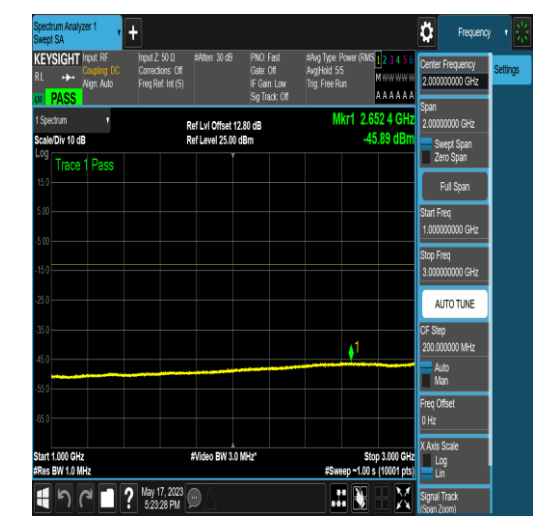 Spectrum Analyzer 1
Swept SA
Frequency
KEYSIGHT
RL
PASS
Input: RF
Coupling: DC
Align: Auto
Input Z: 50 Ω
Corrections: Off
Freq Ref: Int (S)
#Atten: 30 dB
PNO: Fast
Gate: Off
IF Gain: Low
Sig Track: Off
#Avg Type: Power (RMS
Avg|Hold: 5/5
Trig: Free Run
1 2 3 4 5 6
M W W W W W
A A A A A A
1 Spectrum
Scale/Div 10 dB
Ref Lvl Offset 12.80 dB
Ref Level 25.00 dBm
Mkr1 2.652 4 GHz
-45.89 dBm
Log
Trace 1 Pass
15.0
5.00
-5.00
-15.0
-25.0
-35.0
-45.0
-55.0
-65.0
1
Start 1.000 GHz
#Res BW 1.0 MHz
#Video BW 3.0 MHz*
Stop 3.000 GHz
#Sweep ~1.00 s (10001 pts)
Center Frequency
2.000000000 GHz
Settings
Span
2.00000000 GHz
Swept Span
Zero Span
Full Span
Start Freq
1.000000000 GHz
Stop Freq
3.000000000 GHz
AUTO TUNE
CF Step
200.000000 MHz
Auto
Man
Freq Offset
0 Hz
X Axis Scale
Log
Lin
Signal Track
(Span Zoom)
?
May 17, 2023
5:23:28 PM